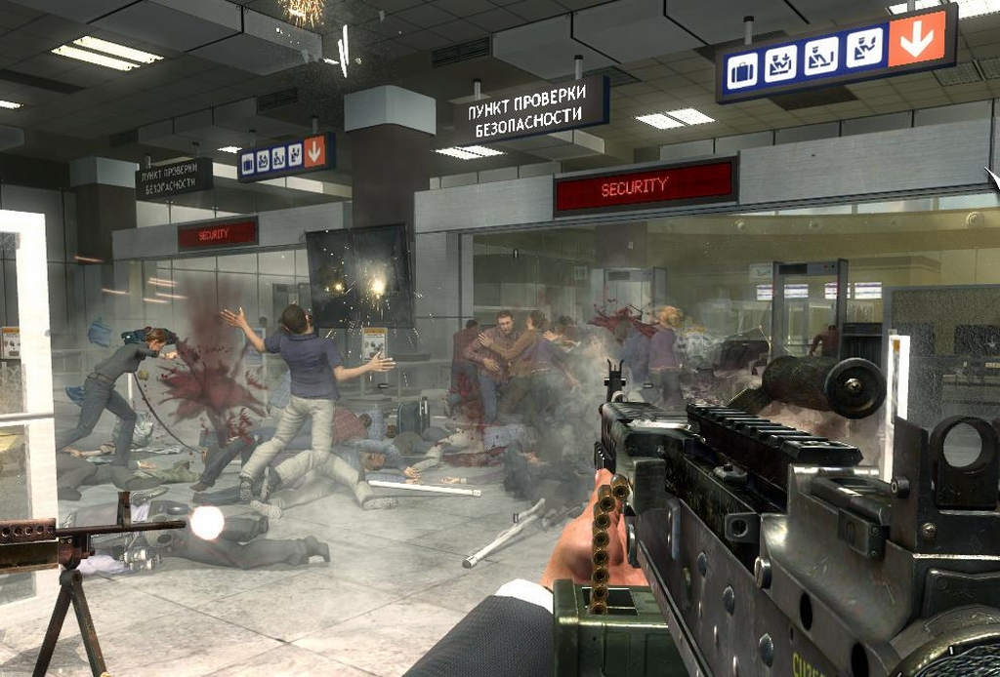 ПУНКТ ПРОВЕРКИ
БЕЗОПАСНОСТИ
ПУНКТ ПРОВЕРКИ
БЕЗОПАСНОСТИ
SECURITY
SECURITY